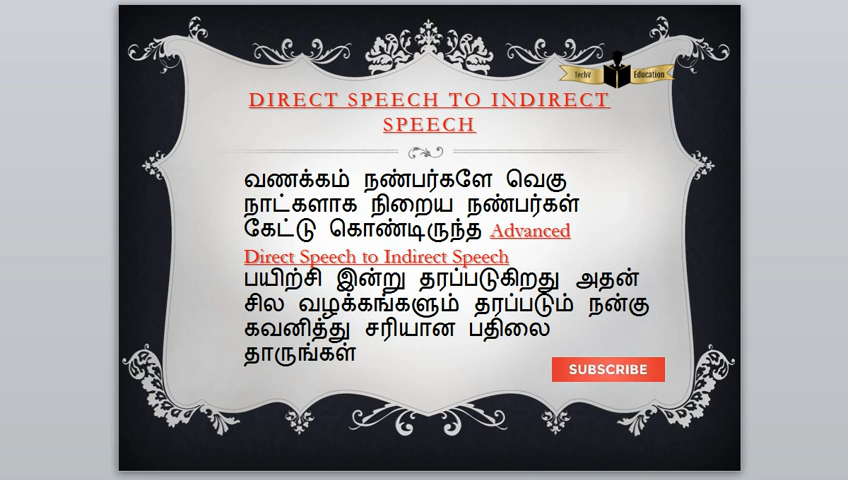 TechV Education
DIRECT SPEECH TO INDIRECT
SPEECH
வணக்கம் நண்பர்களே வெகு
நாட்களாக நிறைய நண்பர்கள்
கேட்டு கொண்டிருந்த Advanced
Direct Speech to Indirect Speech
பயிற்சி இன்று தரப்படுகிறது அதன்
சில வழக்கங்களும் தரப்படும் நன்கு
கவனித்து சரியான பதிலை
தாருங்கள்
SUBSCRIBE